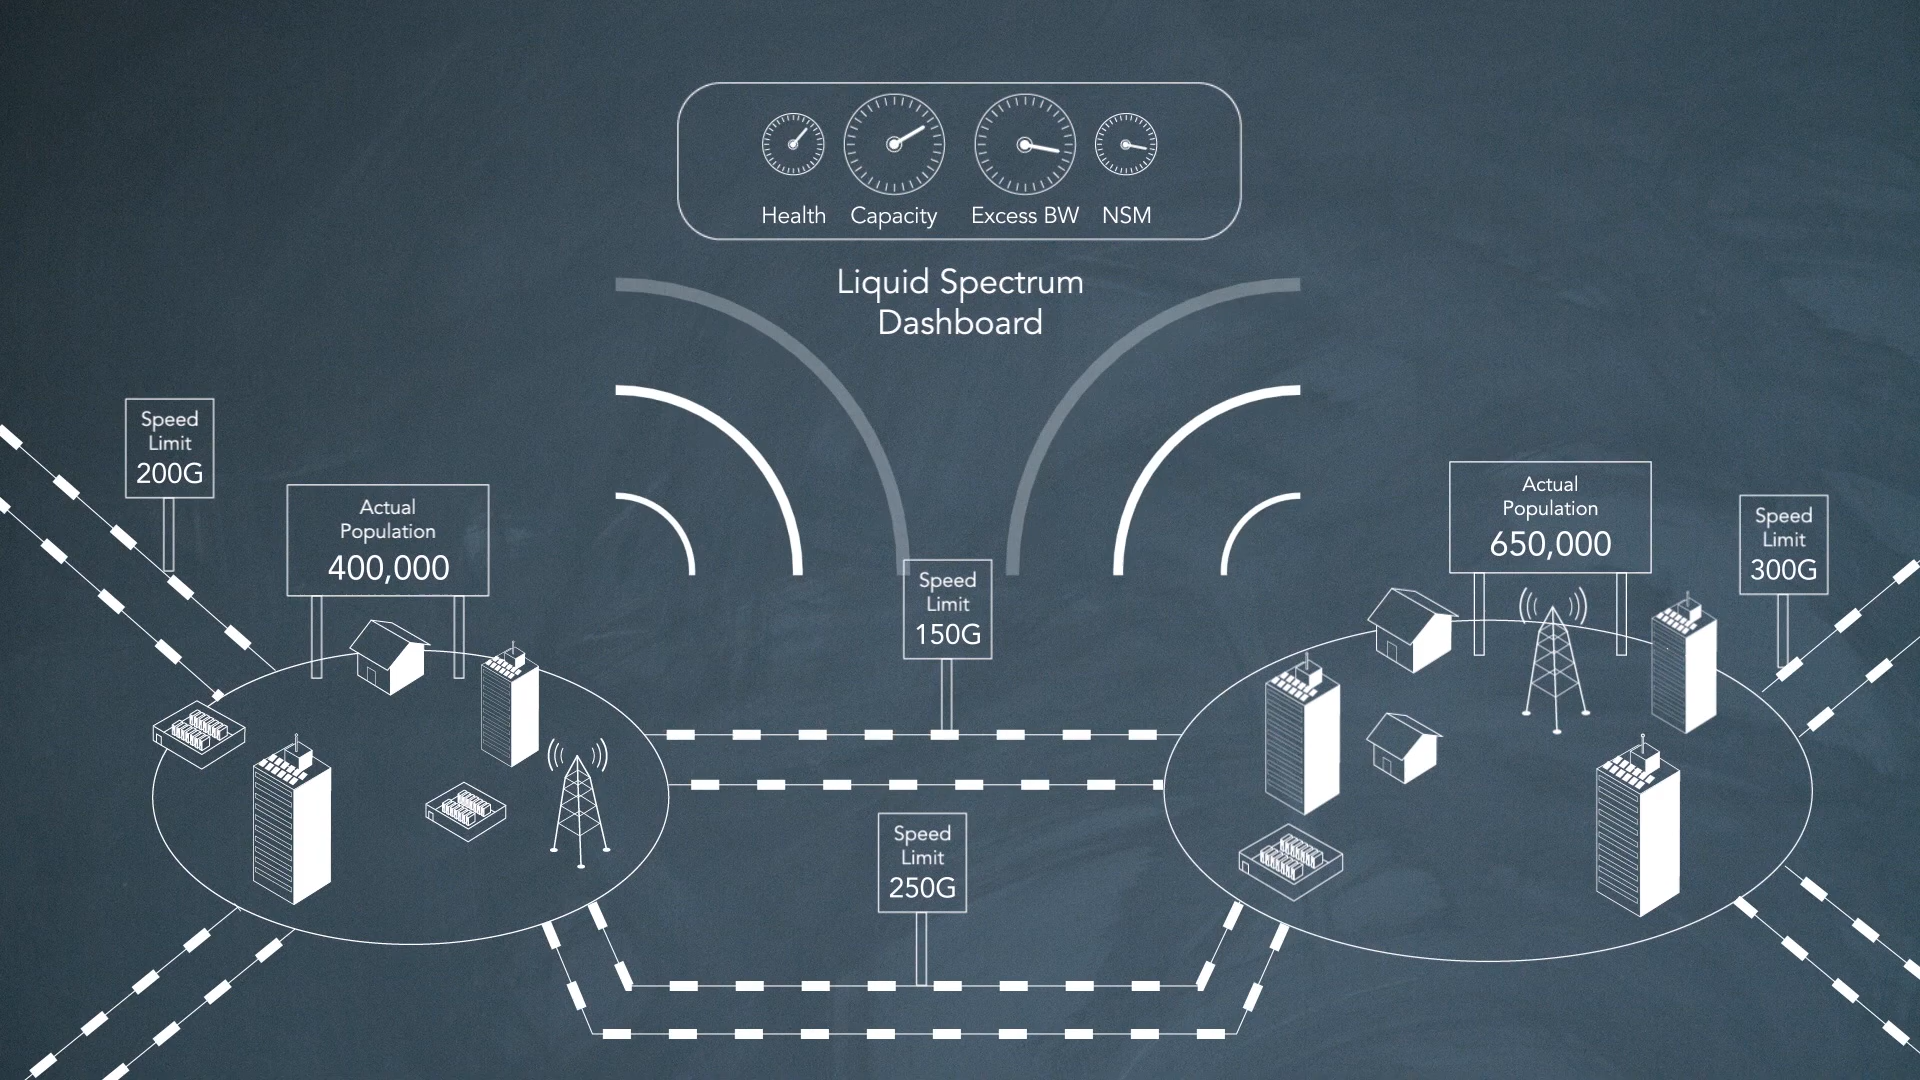 Health
Capacity
Excess BW
NSM
Liquid Spectrum
Dashboard
Speed
Limit
200G
Actual
Population
400,000
Speed
Limit
150G
Actual
Population
650,000
Speed
Limit
300G
Speed
Limit
250G